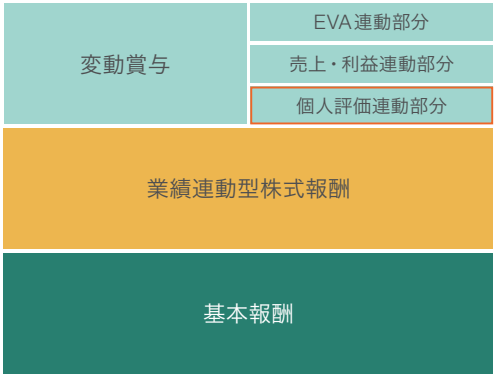 変動賞与
EVA連動部分
売上・利益連動部分
個人評価連動部分
業績連動型株式報酬
基本報酬